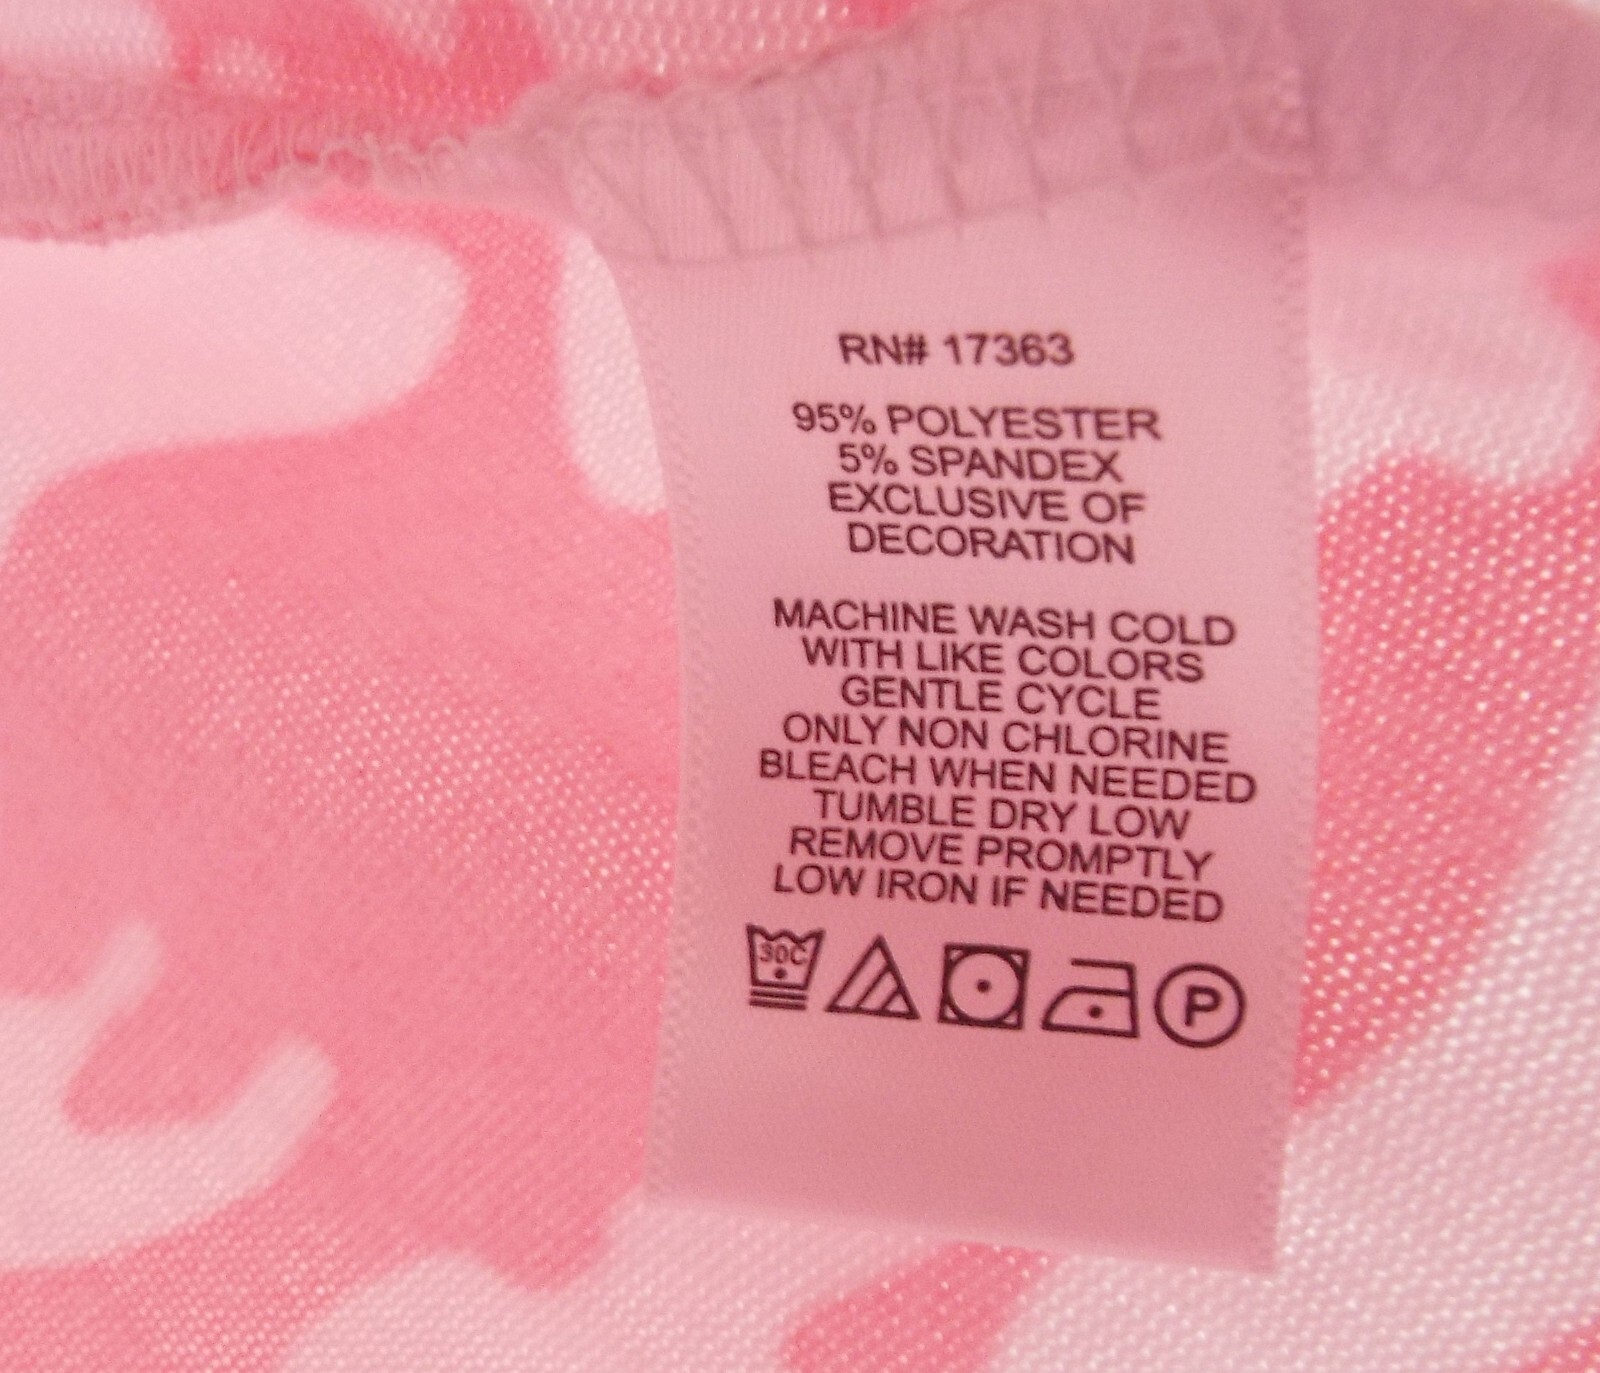 RN# 17363
95% POLYESTER
5% SPANDEX
EXCLUSIVE OF
DECORATION
MACHINE WASH COLD
WITH LIKE COLORS
GENTLE CYCLE
ONLY NON CHLORINE
BLEACH WHEN NEEDED
TUMBLE DRY LOW
REMOVE PROMPTLY
LOW IRON IF NEEDED
30C P